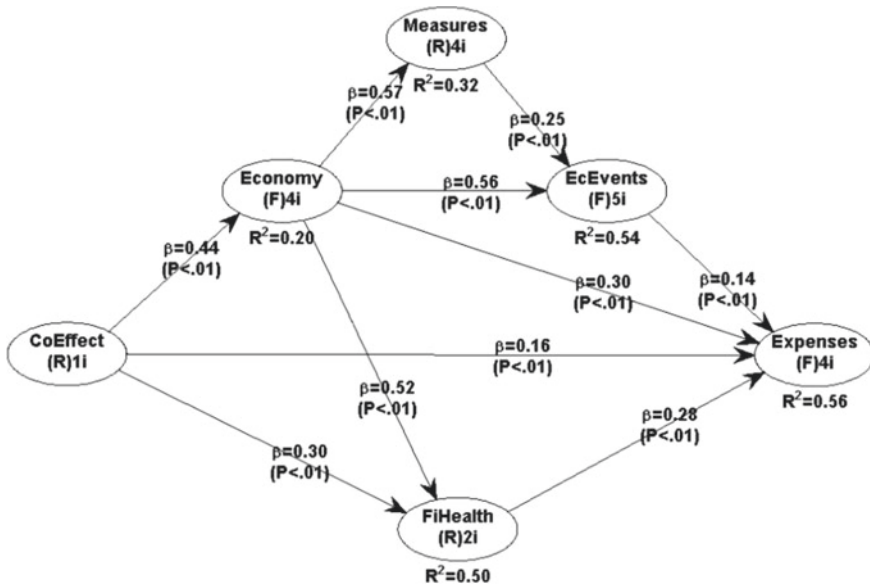 Measures
(R)4i
R²=0.32
β=0.57
(P<.01)
β=0.25
(P<.01)
Economy
(F)4i
R²=0.20
β=0.56
(P<.01)
EcEvents
(F)5i
R²=0.54
β=0.44
(P<.01)
β=0.30
(P<.01)
β=0.14
(P<.01)
CoEffect
(R)1i
β=0.16
(P<.01)
Expenses
(F)4i
R²=0.56
β=0.52
(P<.01)
β=0.28
(P<.01)
β=0.30
(P<.01)
FiHealth
(R)2i
R²=0.50